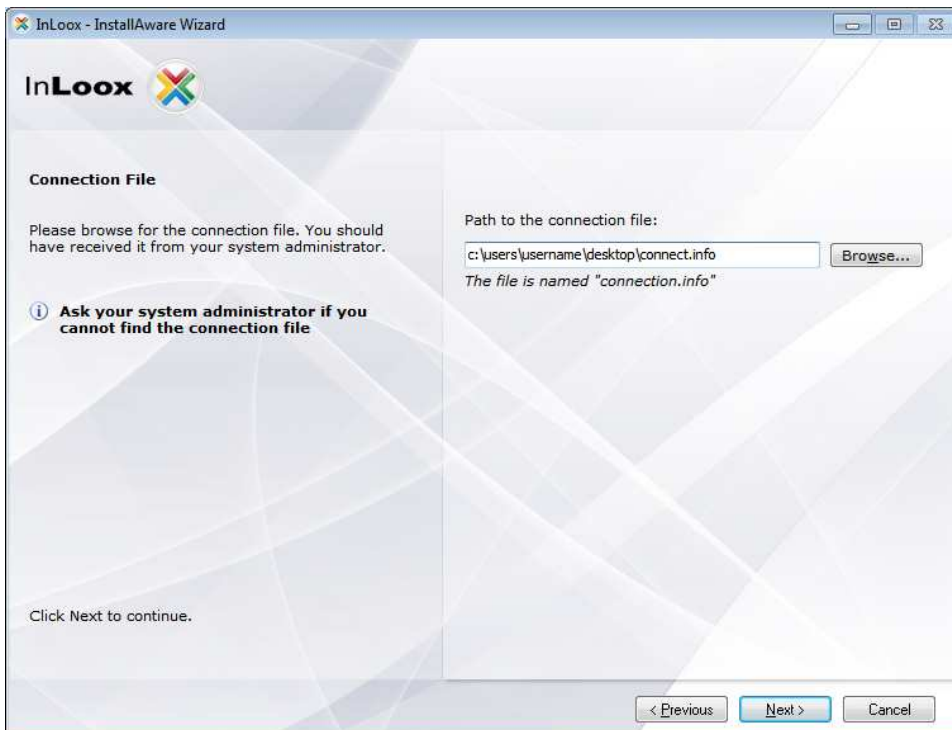 InLoox - InstallAware Wizard
InLoox
Connection File
Please browse for the connection file. You should
have received it from your system administrator.
Ask your system administrator if you
cannot find the connection file
Path to the connection file:
c:\users\username\desktop\connect.info
Browse...
The file is named "connection.info"
Click Next to continue.
< Previous
Next >
Cancel